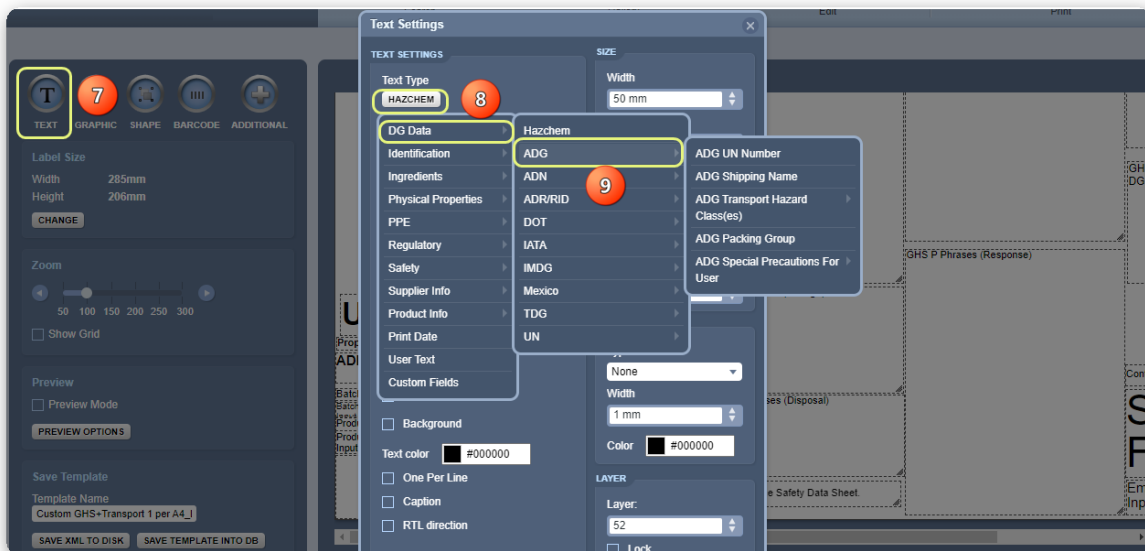 Edit
Print
Text Settings
TEXT SETTINGS
Text Type
HAZCHEM
8
DG Data
Identification
Ingredients
Physical Properties
PPE
Regulatory
Safety
Supplier Info
Product Info
Print Date
User Text
Custom Fields
Hazchem
ADG
ADN
ADR/RID
DOT
IATA
IMDG
Mexico
TDG
UN
9
ADG UN Number
ADG Shipping Name
ADG Transport Hazard
Class(es)
ADG Packing Group
ADG Special Precautions For
User
Background
Text color
#000000
One Per Line
Caption
RTL direction
SIZE
Width
50 mm
None
Width
1 mm
Color
#000000
LAYER
Layer:
52
Lock
T
7
TEXT
GRAPHIC
SHAPE
BARCODE
ADDITIONAL
Label Size
Width 285mm
Height 206mm
CHANGE
Zoom
50 100 150 200 250 300
Show Grid
Preview
Preview Mode
PREVIEW OPTIONS
Save Template
Template Name
Custom GHS+Transport 1 per A4_l
SAVE XML TO DISK
SAVE TEMPLATE INTO DB
GHS P Phrases (Response)
(Disposal)
Safety Data Sheet.